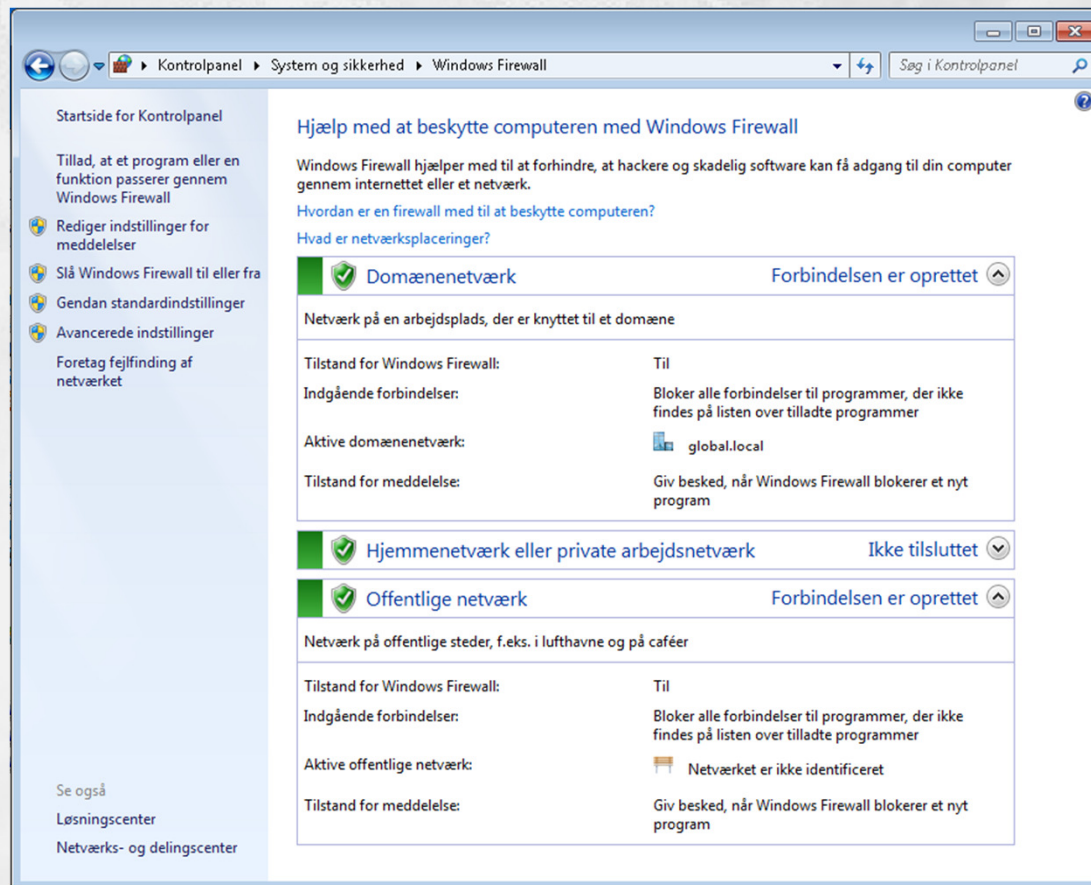 Kontrolpanel System og sikkerhed Windows Firewall
Søg i Kontrolpanel
Startside for Kontrolpanel
Tillad, at et program eller en
funktion passerer gennem
Windows Firewall
Rediger indstillinger for
meddelelser
Slå Windows Firewall til eller fra
Gendan standardindstillinger
Avancerede indstillinger
Foretag fejlfinding af
netværket
Se også
Løsningscenter
Netværks- og delingscenter
Hjælp med at beskytte computeren med Windows Firewall
Windows Firewall hjælper med til at forhindre, at hackere og skadelig software kan få adgang til din computer
gennem internettet eller et netværk.
Hvordan er en firewall med til at beskytte computeren?
Hvad er netværksplaceringer?
Domænenetværk Forbindelsen er oprettet
Netværk på en arbejdsplads, der er knyttet til et domæne
Tilstand for Windows Firewall: Til
Indgående forbindelser: Bloker alle forbindelser til programmer, der ikke
findes på listen over tilladte programmer
Aktive domænenetværk: global.local
Tilstand for meddelelse: Giv besked, når Windows Firewall blokerer et nyt
program
Hjemmenetværk eller private arbejdsnetværk Ikke tilsluttet
Offentlige netværk Forbindelsen er oprettet
Netværk på offentlige steder, f.eks. i lufthavne og på caféer
Tilstand for Windows Firewall: Til
Indgående forbindelser: Bloker alle forbindelser til programmer, der ikke
findes på listen over tilladte programmer
Aktive offentlige netværk: Netværket er ikke identificeret
Tilstand for meddelelse: Giv besked, når Windows Firewall blokerer et nyt
program